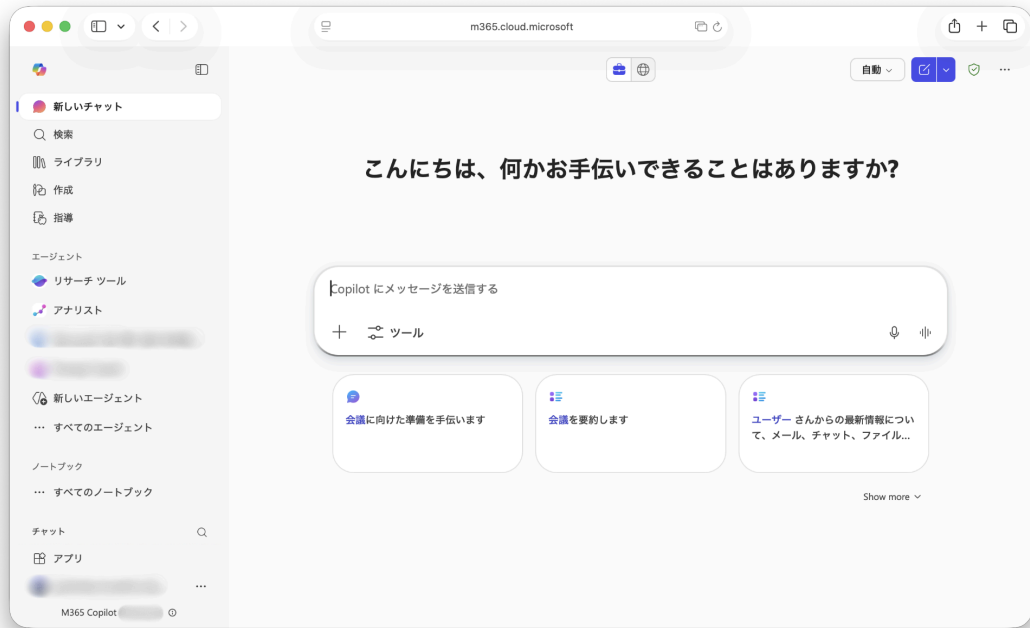 m365.cloud.microsoft
自動
新しいチャット
検索
ライブラリ
作成
指導
エージェント
リサーチ ツール
アナリスト
新しいエージェント
すべてのエージェント
ノートブック
すべてのノートブック
チャット
アプリ
M365 Copilot
こんにちは、何かお手伝いできることはありますか?
Copilot にメッセージを送信する
ツール
会議に向けた準備を手伝います
会議を要約します
ユーザー さんからの最新情報につい
て、メール、チャット、ファイル...
Show more